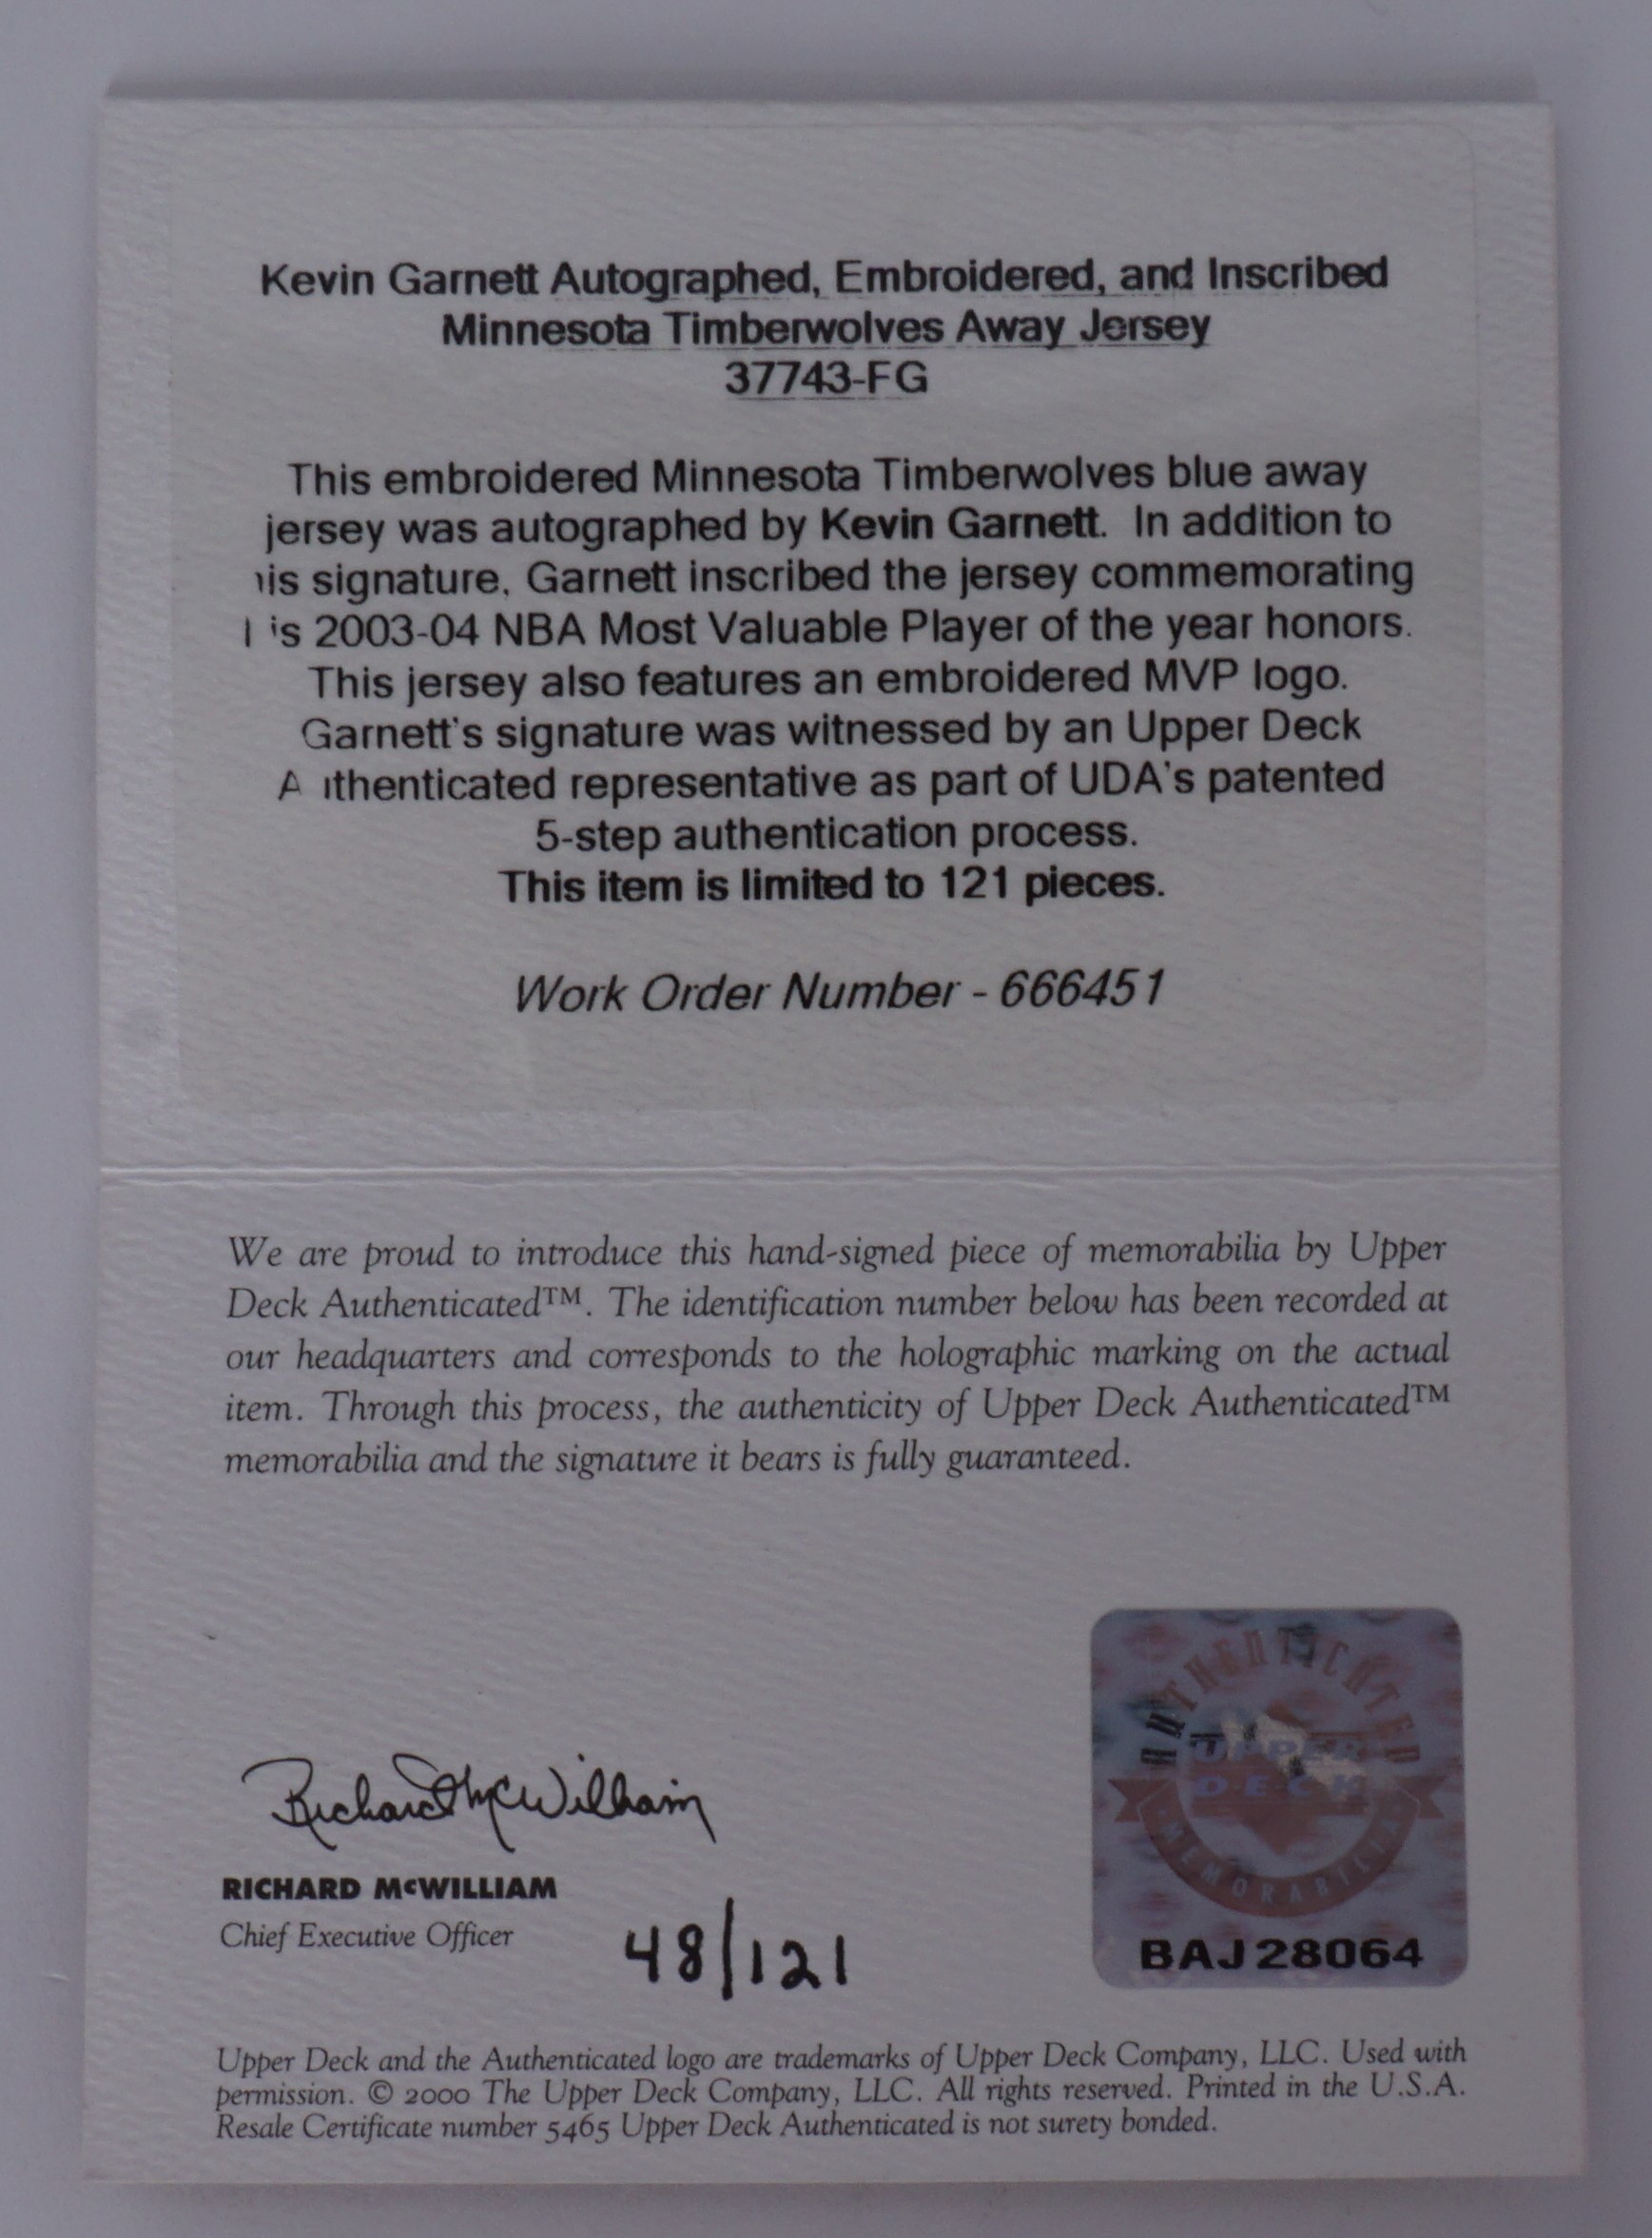 Kevin Garnett Autographed, Embroidered, and Inscribed
Minnesota Timberwolves Away Jersey
37743-FG
This embroidered Minnesota Timberwolves blue away
jersey was autographed by Kevin Garnett. In addition to
his signature, Garnett inscribed the jersey commemorating
his 2003-04 NBA Most Valuable Player of the year honors.
This jersey also features an embroidered MVP logo.
Garnett's signature was witnessed by an Upper Deck
Authenticated representative as part of UDA's patented
5-step authentication process.
This item is limited to 121 pieces.
Work Order Number - 666451
We are proud to introduce this hand-signed piece of memorabilia by Upper
Deck Authenticated™. The identification number below has been recorded at
our headquarters and corresponds to the holographic marking on the actual
item. Through this process, the authenticity of Upper Deck Authenticated™
memorabilia and the signature it bears is fully guaranteed.
Richard McWilliam
RICHARD McWILLIAM
Chief Executive Officer
48/121
AUTHENTICATED
UPPER
DECK
MEMORABILIA
BAJ28064
Upper Deck and the Authenticated logo are trademarks of Upper Deck Company, LLC. Used with
permission. © 2000 The Upper Deck Company, LLC. All rights reserved. Printed in the U.S.A.
Resale Certificate number 5465 Upper Deck Authenticated is not surety bonded.